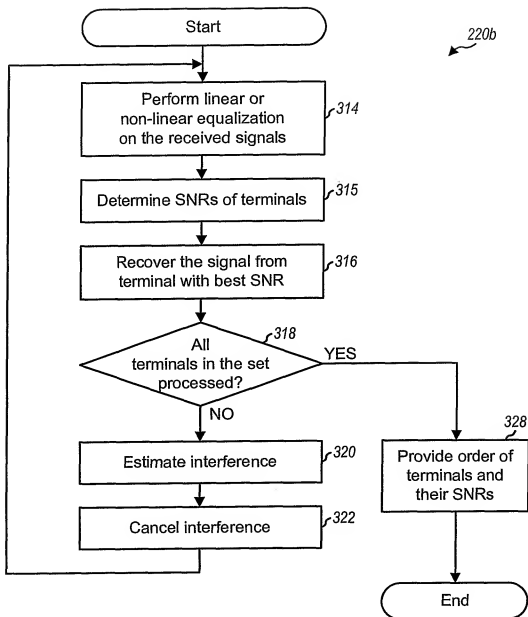 Start
220b
Perform linear or
non-linear equalization
on the received signals
314
Determine SNRs of terminals
315
Recover the signal from
terminal with best SNR
316
318
All
terminals in the set
processed?
YES
NO
Estimate interference
320
Cancel interference
322
328
Provide order of
terminals and
their SNRs
End